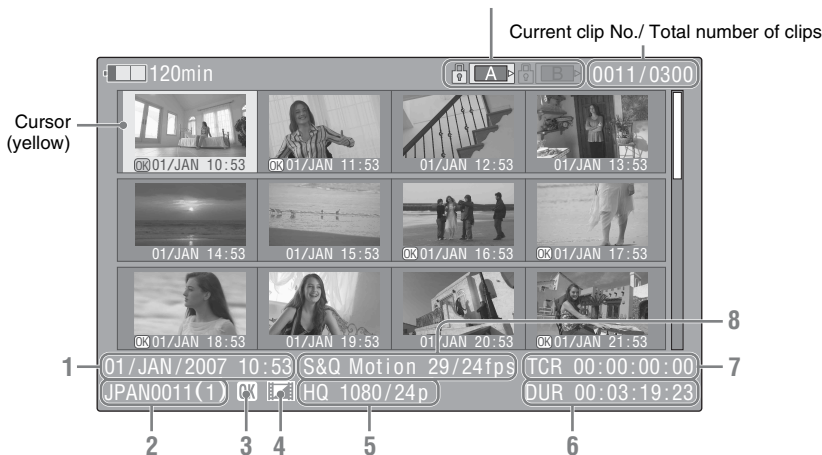 Current clip No./ Total number of clips
120min A B 0011/0300
Cursor
(yellow)
OK 01/JAN 10:53 OK 01/JAN 11:53 01/JAN 12:53 01/JAN 13:53
01/JAN 14:53 01/JAN 15:53 OK 01/JAN 16:53 OK 01/JAN 17:53
OK 01/JAN 18:53 01/JAN 19:53 01/JAN 20:53 OK 01/JAN 21:53
8
1 01/JAN/2007 10:53 S&Q Motion 29/24fps TCR 00:00:00:00 7
JPAN0011(1) OK HQ 1080/24p DUR 00:03:19:23
2 3 4 5 6